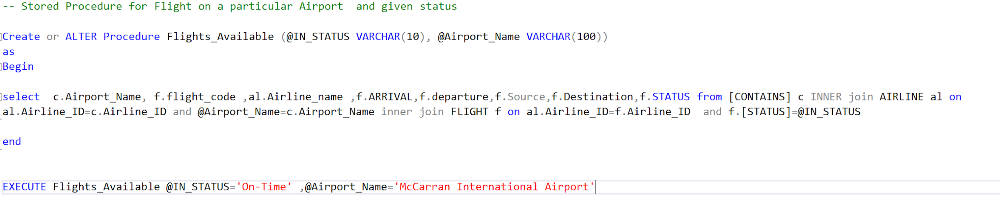 -- Stored Procedure for Flight on a particular Airport  and given status
Create or ALTER Procedure Flights_Available (@IN_STATUS VARCHAR(10), @Airport_Name VARCHAR(100))
as
Begin
select  c.Airport_Name, f.flight_code ,al.Airline_name ,f.ARRIVAL,f.departure,f.Source,f.Destination,f.STATUS from [CONTAINS] c INNER join AIRLINE al on
al.Airline_ID=c.Airline_ID and @Airport_Name=c.Airport_Name inner join FLIGHT f on al.Airline_ID=f.Airline_ID  and f.[STATUS]=@IN_STATUS
end
EXECUTE Flights_Available @IN_STATUS='On-Time' ,@Airport_Name='McCarran International Airport'